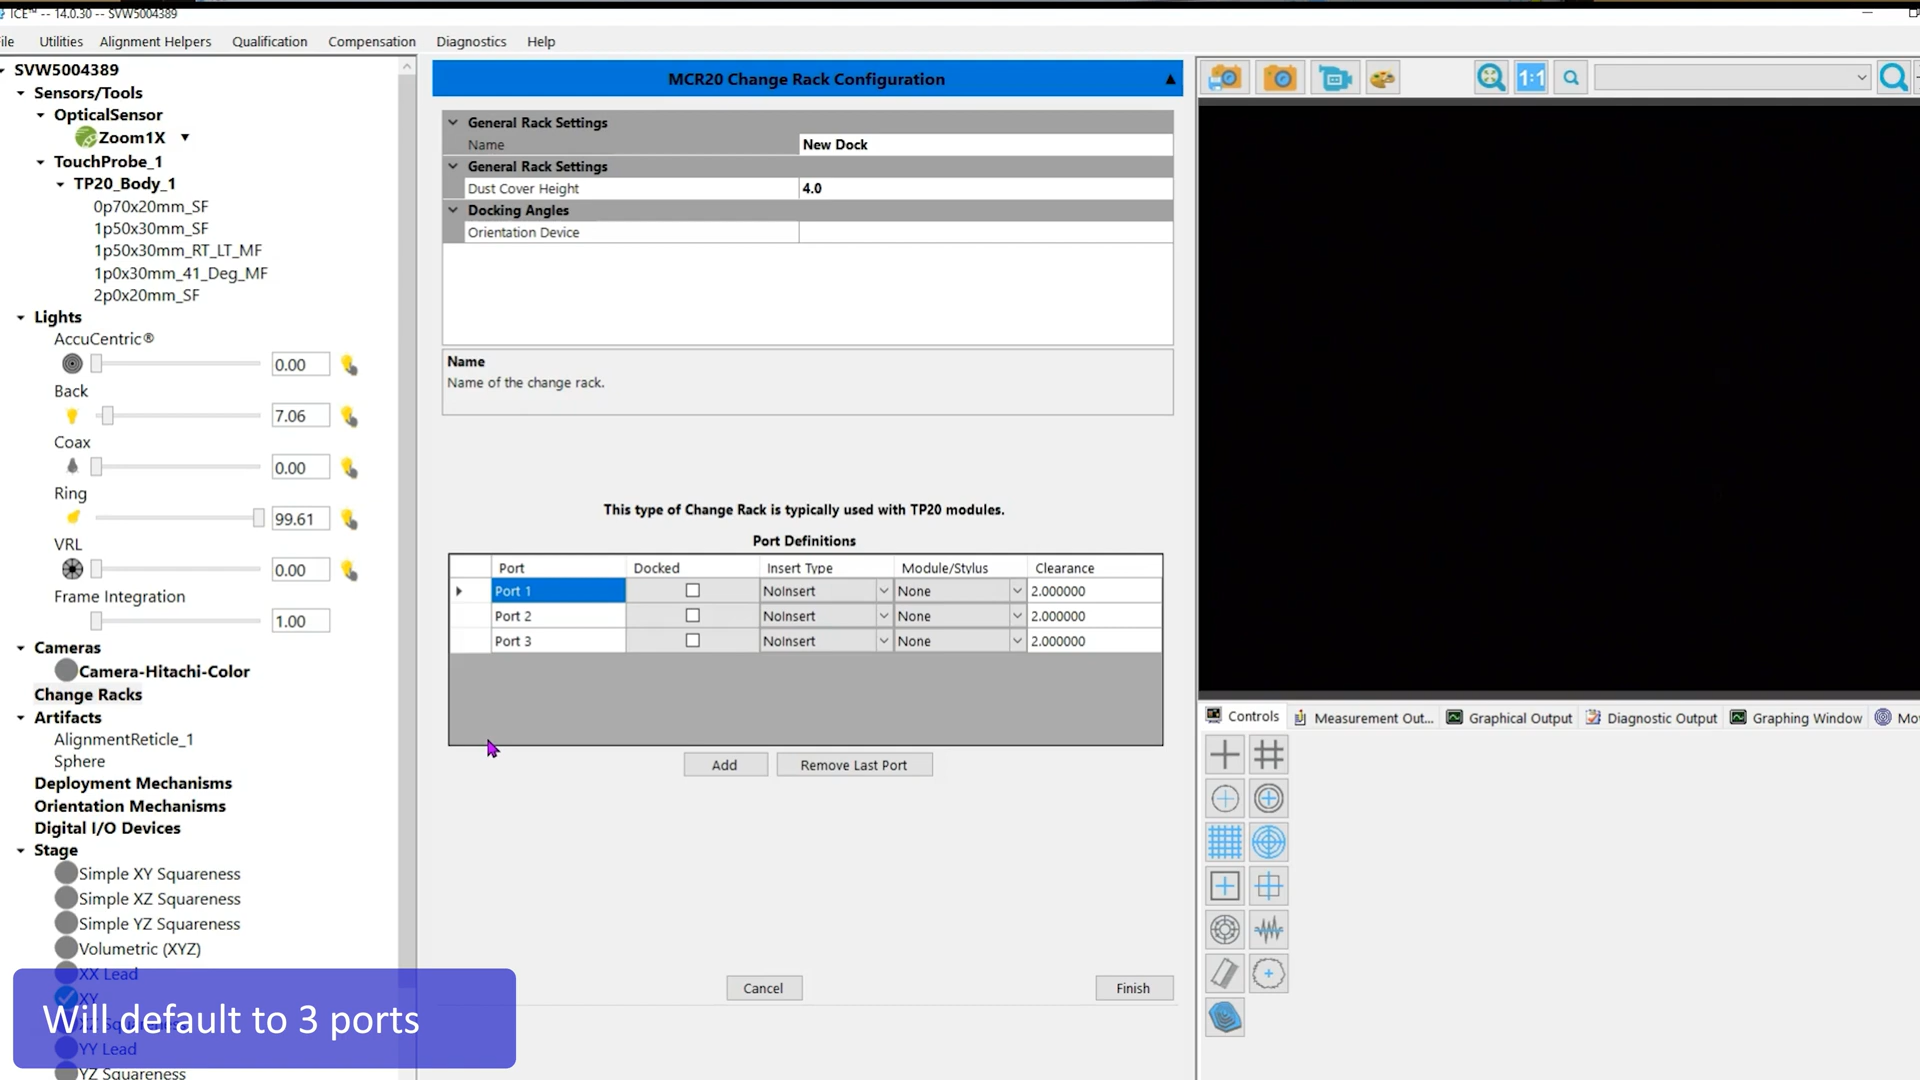 ICE™ -- 14.0.30 -- SVW5004389
ile Utilities Alignment Helpers Qualification Compensation Diagnostics Help
SVW5004389
Sensors/Tools
OpticalSensor
Zoom1X
TouchProbe_1
TP20_Body_1
0p70x20mm_SF
1p50x30mm_SF
1p50x30mm_RT_LT_MF
1p0x30mm_41_Deg_MF
2p0x20mm_SF
Lights
AccuCentric®
0.00
Back
7.06
Coax
0.00
Ring
99.61
VRL
0.00
Frame Integration
1.00
Cameras
Camera-Hitachi-Color
Change Racks
Artifacts
AlignmentReticle_1
Sphere
Deployment Mechanisms
Orientation Mechanisms
Digital I/O Devices
Stage
Simple XY Squareness
Simple XZ Squareness
Simple YZ Squareness
Volumetric (XYZ)
XX Lead
XY
YY Lead
YZ Squareness
Will default to 3 ports
MCR20 Change Rack Configuration
General Rack Settings
Name New Dock
General Rack Settings
Dust Cover Height 4.0
Docking Angles
Orientation Device
Name
Name of the change rack.
This type of Change Rack is typically used with TP20 modules.
Port Definitions
Port Docked Insert Type Module/Stylus Clearance
Port 1 NoInsert None 2.000000
Port 2 NoInsert None 2.000000
Port 3 NoInsert None 2.000000
Add Remove Last Port
Cancel Finish
1:1
Controls Measurement Out... Graphical Output Diagnostic Output Graphing Window Mo